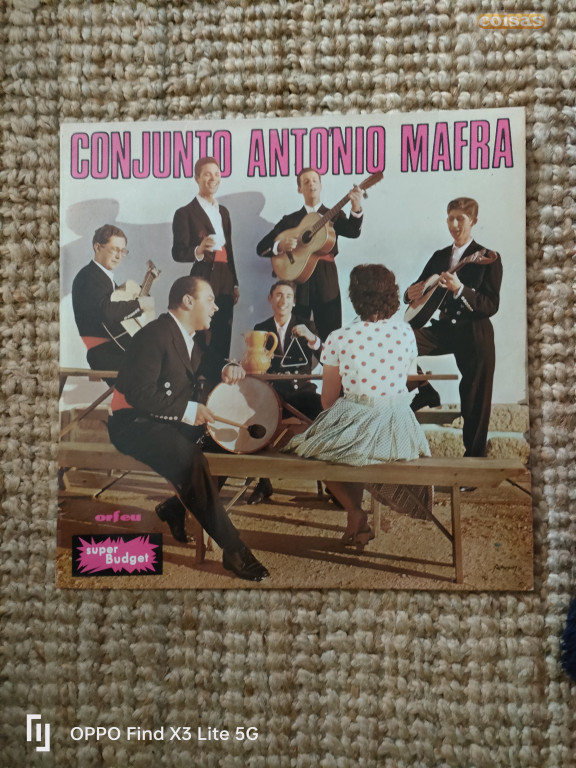 coisas
CONJUNTO ANTÓNIO MAFRA
orfeu
super
Budget
OPPO Find X3 Lite 5G